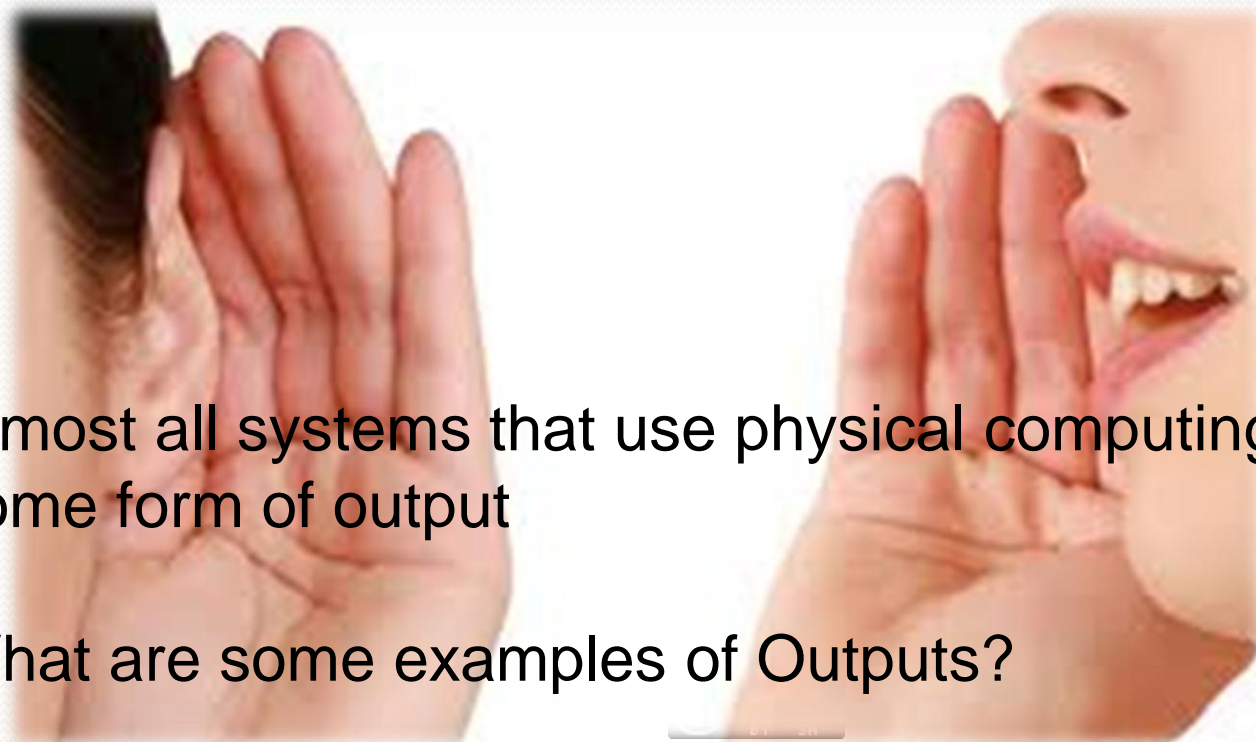 most all systems that use physical computing
ome form of output
hat are some examples of Outputs?